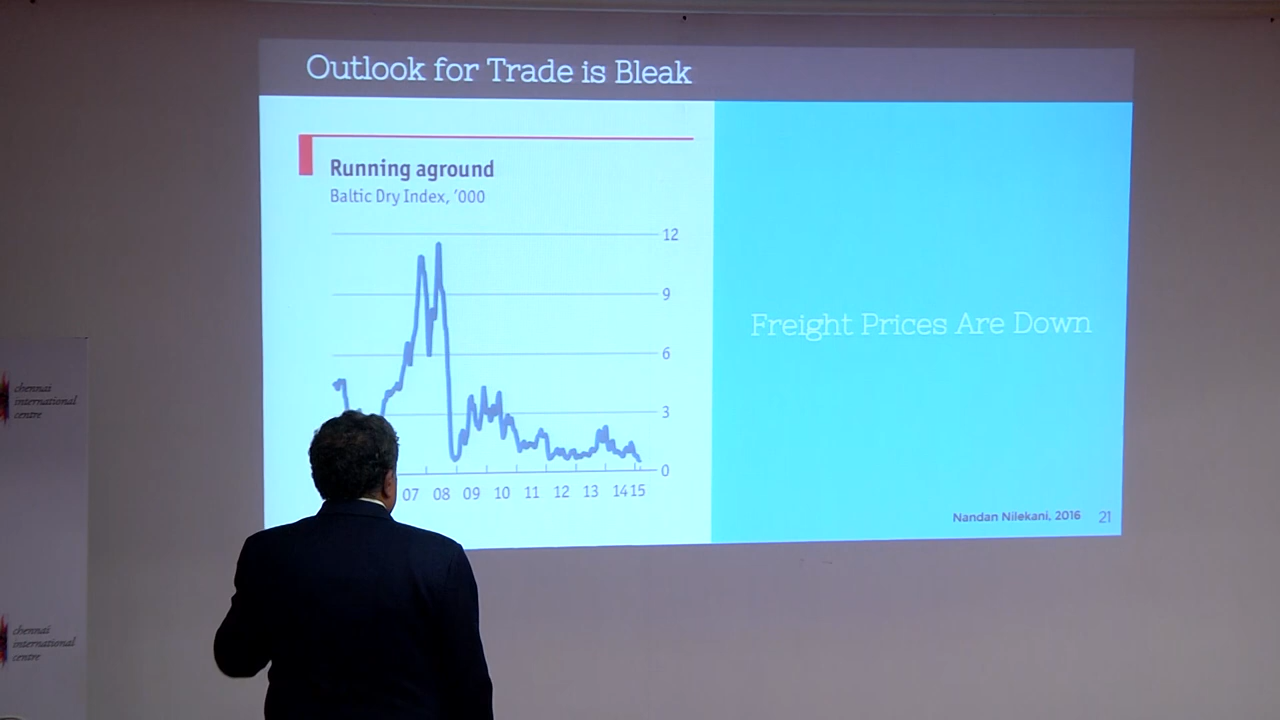 Outlook for Trade is Bleak
Running aground
Baltic Dry Index, ’000
12
9
6
3
0
07 08 09 10 11 12 13 14 15
Freight Prices Are Down
Nandan Nilekani, 2016 21
chennai
international
centre
chennai
international
centre